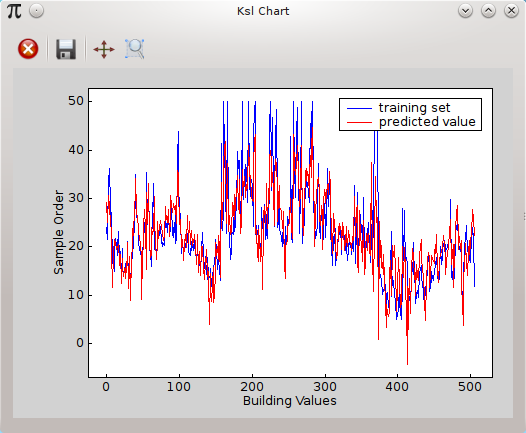 Ksl Chart
training set
predicted value
50
40
30
20
10
0
Sample Order
0 100 200 300 400 500
Building Values